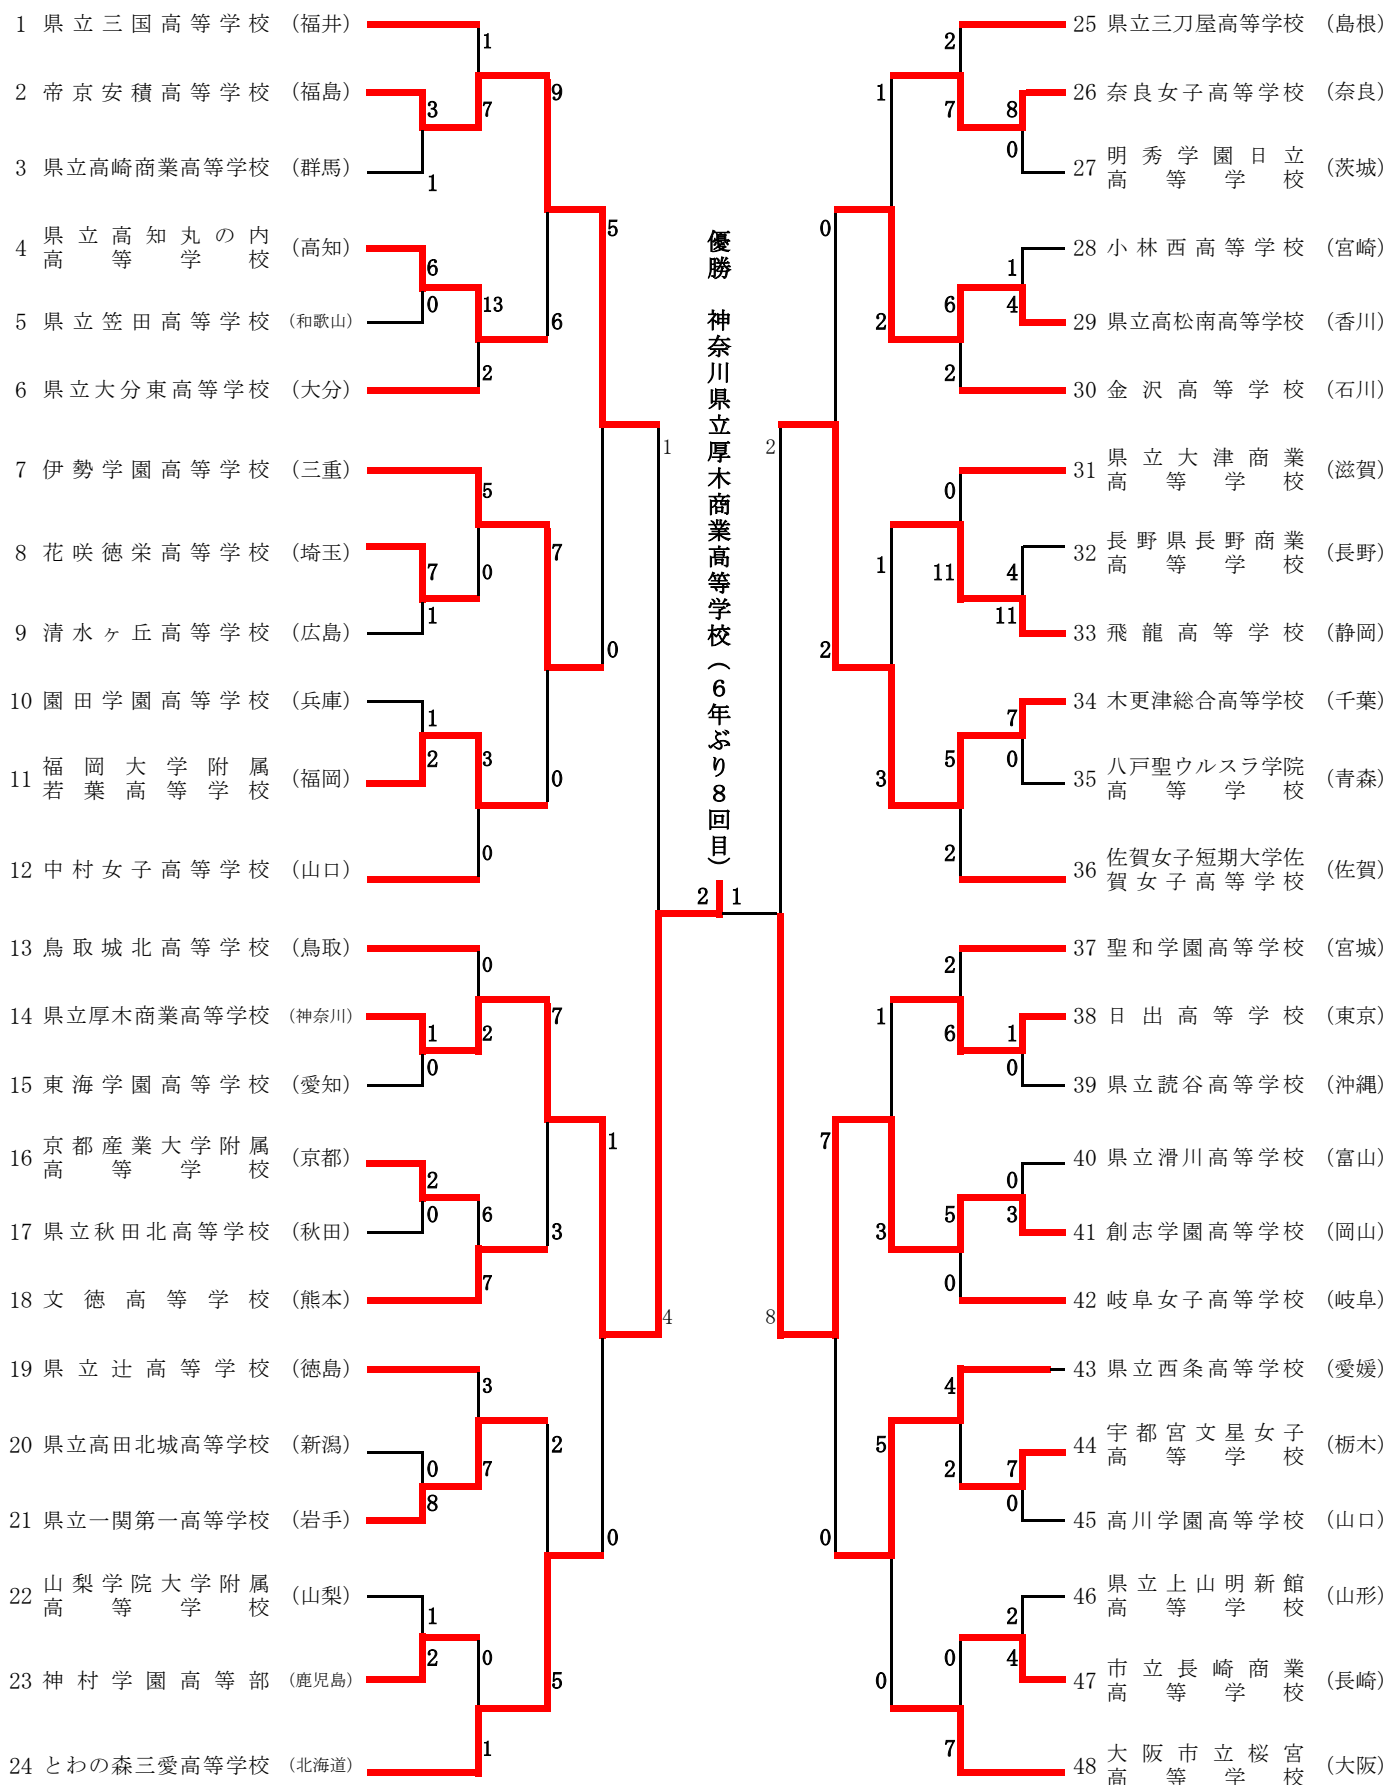 1 県立三国高等学校 (福井)
1
2 帝京安積高等学校 (福島)
3 7 9
3 県立高崎商業高等学校 (群馬)
1
4 県立高知丸の内
高等学校 (高知)
5
6
0 13 6
5 県立笠田高等学校 (和歌山)
2
6 県立大分東高等学校 (大分)
1
7 伊勢学園高等学校 (三重)
5
8 花咲徳栄高等学校 (埼玉)
7 0 7
1
9 清水ヶ丘高等学校 (広島)
0
10 園田学園高等学校 (兵庫)
1
2 3 0
11 福岡大学附属
若葉高等学校 (福岡)
0
12 中村女子高等学校 (山口)
13 鳥取城北高等学校 (鳥取)
0
14 県立厚木商業高等学校 (神奈川)
1 2 7
0
15 東海学園高等学校 (愛知)
1
16 京都産業大学附属
高等学校 (京都)
2
0 6 3
17 県立秋田北高等学校 (秋田)
7
18 文徳高等学校 (熊本)
4
19 県立辻高等学校 (徳島)
3
20 県立高田北城高等学校 (新潟)
2
0 7
8
21 県立一関第一高等学校 (岩手)
0
22 山梨学院大学附属
高等学校 (山梨)
1
2 0 5
23 神村学園高等部 (鹿児島)
1
24 とわの森三愛高等学校 (北海道)
優勝 神奈川県立厚木商業高等学校(6年ぶり8回目)
2 1
25 県立三刀屋高等学校 (島根)
2
26 奈良女子高等学校 (奈良)
1 7 8
0
27 明秀学園日立
高等学校 (茨城)
0
28 小林西高等学校 (宮崎)
1
2 6 4
29 県立高松南高等学校 (香川)
2
30 金沢高等学校 (石川)
2
31 県立大津商業
高等学校 (滋賀)
0
32 長野県長野商業
高等学校 (長野)
1 11 4
11
33 飛龍高等学校 (静岡)
2
34 木更津総合高等学校 (千葉)
7
3 5 0
35 八戸聖ウルスラ学院
高等学校 (青森)
2
36 佐賀女子短期大学佐
賀女子高等学校 (佐賀)
37 聖和学園高等学校 (宮城)
2
38 日出高等学校 (東京)
1 6 1
0
39 県立読谷高等学校 (沖縄)
7
40 県立滑川高等学校 (富山)
0
3 5 3
41 創志学園高等学校 (岡山)
0
42 岐阜女子高等学校 (岐阜)
8
43 県立西条高等学校 (愛媛)
4
44 宇都宮文星女子
高等学校 (栃木)
5 2 7
0
45 高川学園高等学校 (山口)
0
46 県立上山明新館
高等学校 (山形)
2
0 0 4
47 市立長崎商業
高等学校 (長崎)
7
48 大阪市立桜宮
高等学校 (大阪)